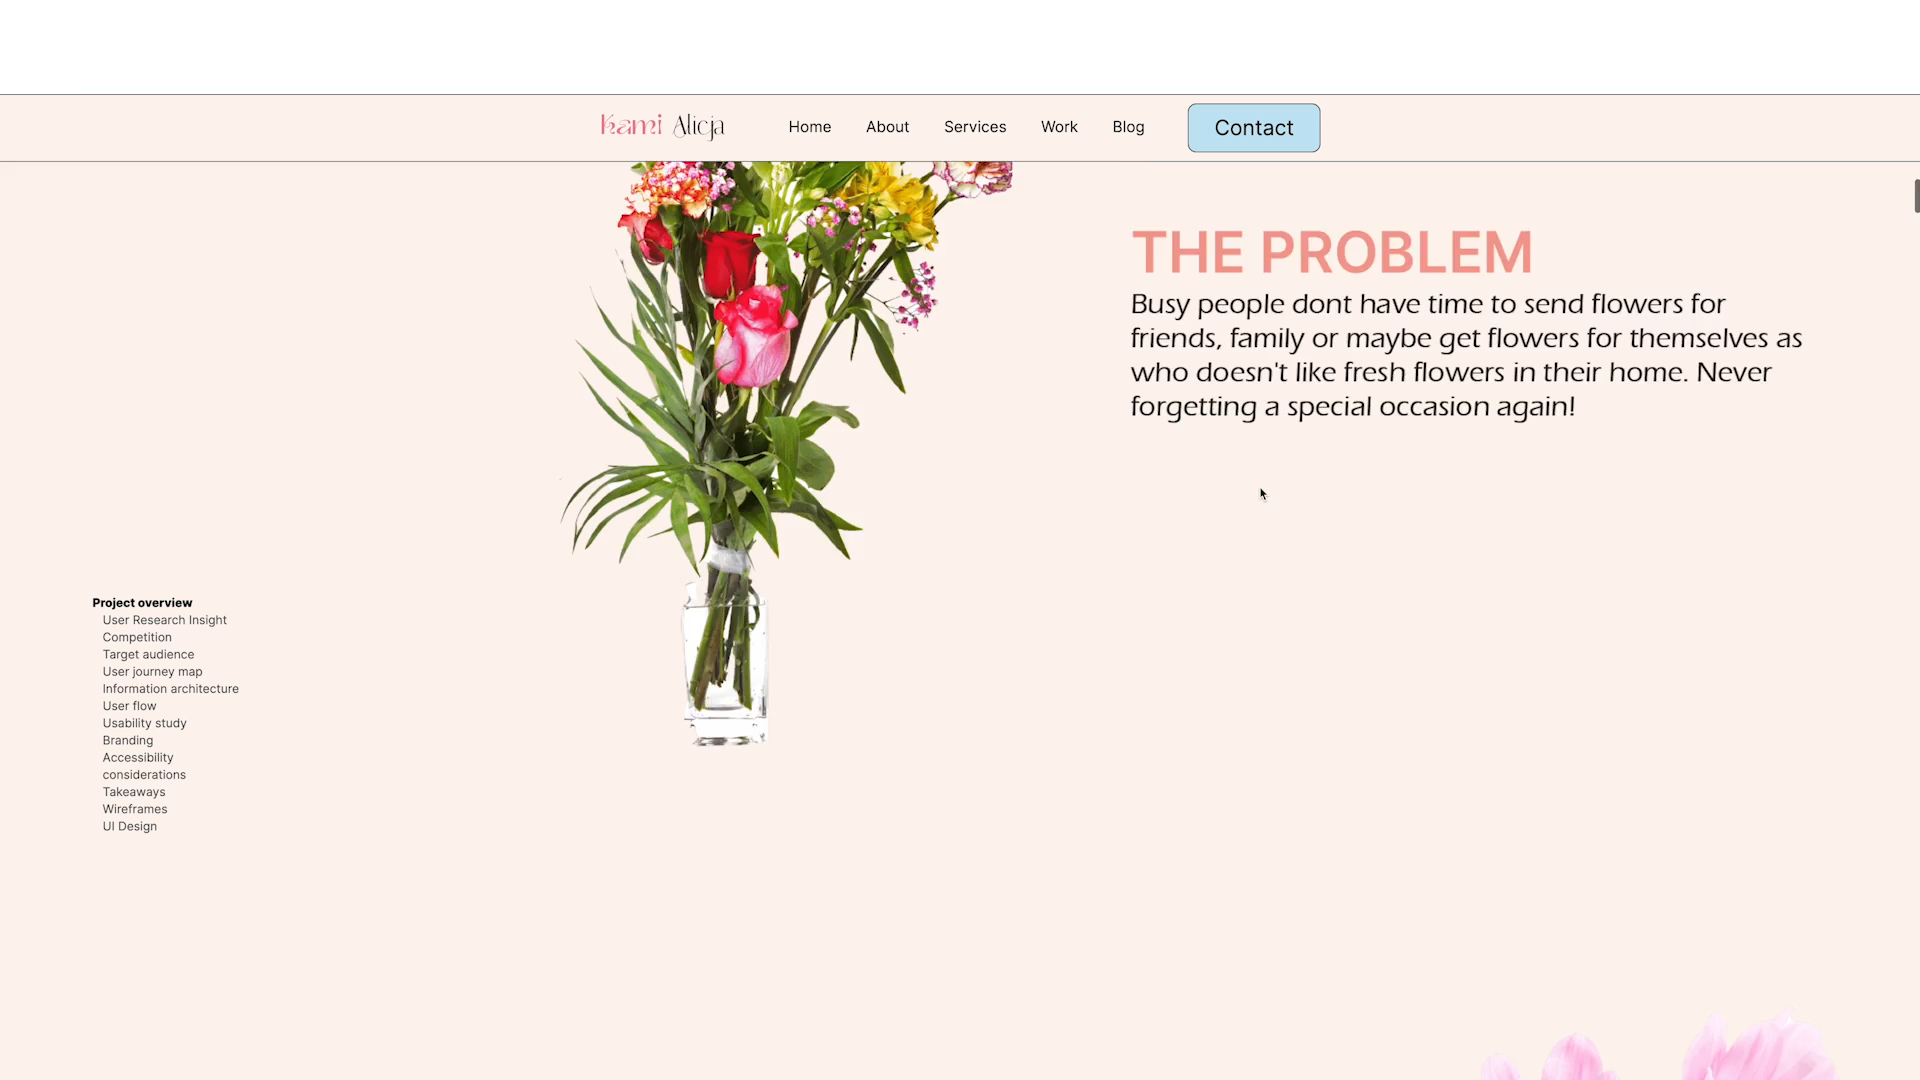 Kami Alicja
Home
About
Services
Work
Blog
Contact
THE PROBLEM
Busy people dont have time to send flowers for
friends, family or maybe get flowers for themselves as
who doesn't like fresh flowers in their home. Never
forgetting a special occasion again!
Project overview
User Research Insight
Competition
Target audience
User journey map
Information architecture
User flow
Usability study
Branding
Accessibility
considerations
Takeaways
Wireframes
UI Design